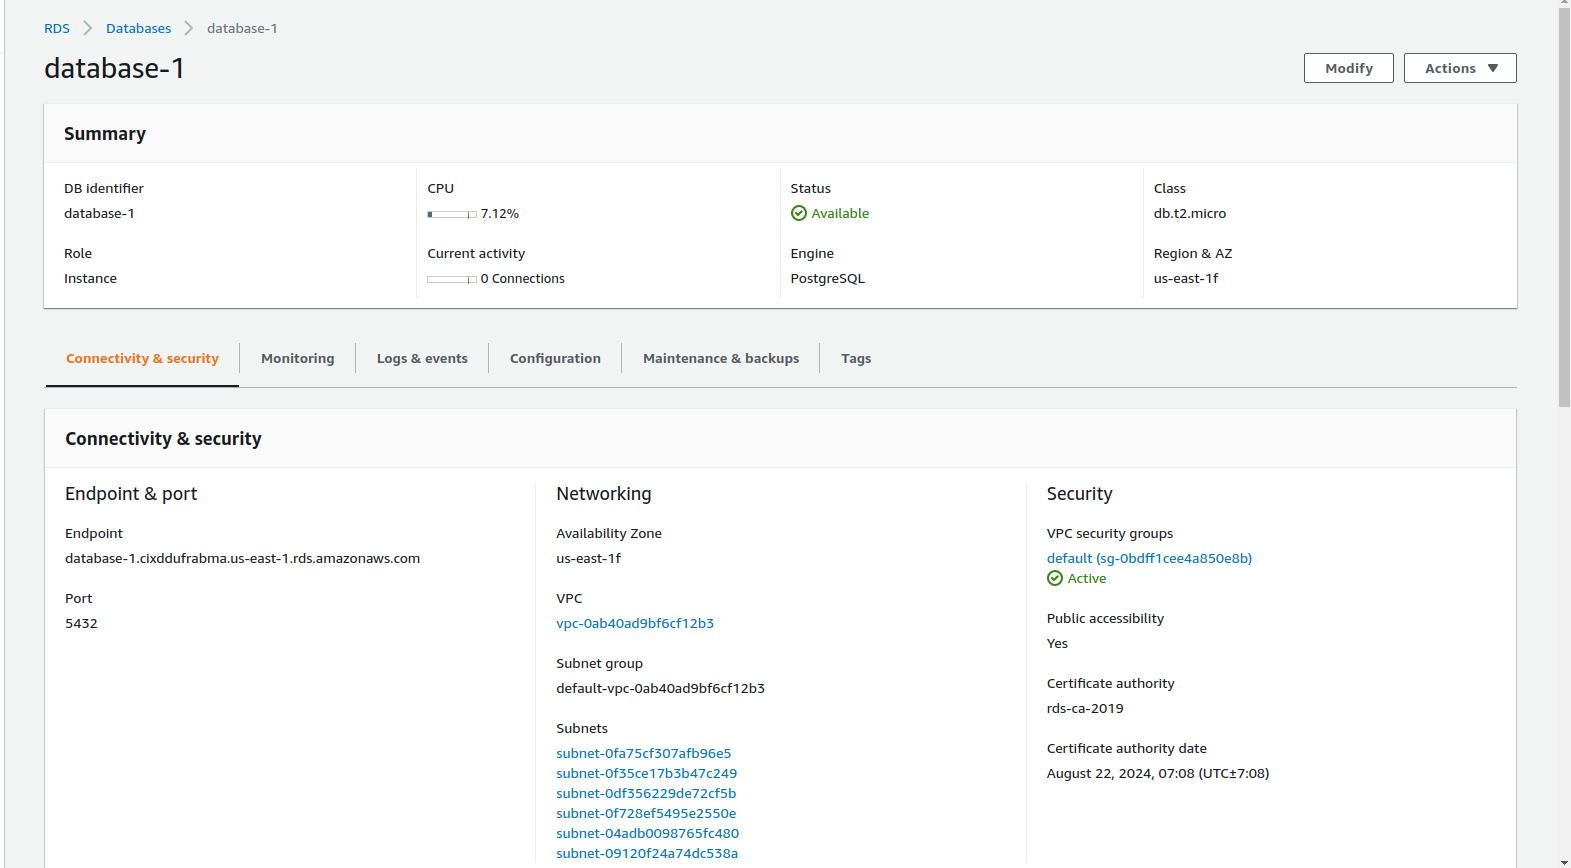 RDS > Databases > database-1
database-1
Modify
Actions ▼
Summary
DB identifier
database-1
CPU
7.12%
Status
Available
Class
db.t2.micro
Role
Instance
Current activity
0 Connections
Engine
PostgreSQL
Region & AZ
us-east-1f
Connectivity & security
Monitoring
Logs & events
Configuration
Maintenance & backups
Tags
Connectivity & security
Endpoint & port
Endpoint
database-1.cixddufrabma.us-east-1.rds.amazonaws.com
Port
5432
Networking
Availability Zone
us-east-1f
VPC
vpc-0ab40ad9bf6cf12b3
Subnet group
default-vpc-0ab40ad9bf6cf12b3
Subnets
subnet-0fa75cf307afb96e5
subnet-0f35ce17b3b47c249
subnet-0df356229de72cf5b
subnet-0f728ef5495e2550e
subnet-04adb0098765fc480
subnet-09120f24a74dc538a
Security
VPC security groups
default (sg-0bdff1cee4a850e8b)
Active
Public accessibility
Yes
Certificate authority
rds-ca-2019
Certificate authority date
August 22, 2024, 07:08 (UTC±7:08)